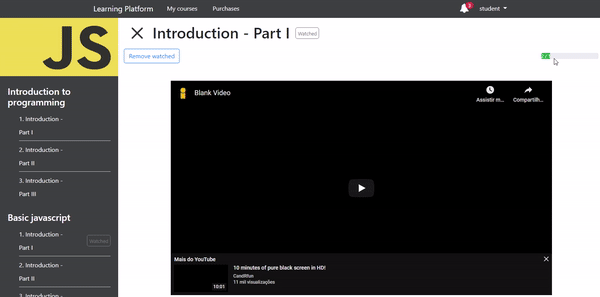 Learning Platform
My courses
Purchases
2
student
JS
Introduction - Part I
Watched
Remove watched
Introduction to
programming
1. Introduction -
Part I
2. Introduction -
Part II
3. Introduction -
Part III
Basic javascript
1. Introduction -
Part I
Watched
2. Introduction -
Part II
3. Introduction -
Blank Video
Assistir m...
Compartilh...
Mais do YouTube
10 minutes of pure black screen in HD!
CandRfun
11 mil visualizações
10:01